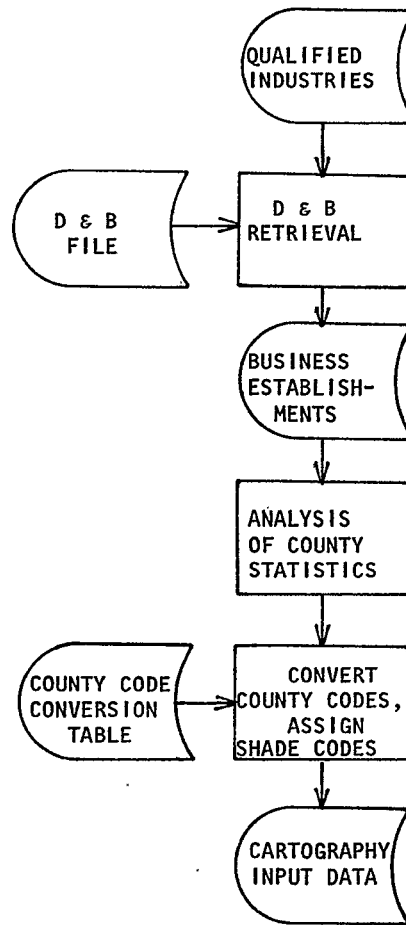 QUALIFIED
INDUSTRIES
D & B
FILE
D & B
RETRIEVAL
BUSINESS
ESTABLISH-
MENTS
ANALYSIS
OF COUNTY
STATISTICS
COUNTY CODE
CONVERSION
TABLE
CONVERT
COUNTY CODES,
ASSIGN
SHADE CODES
CARTOGRAPHY
INPUT DATA